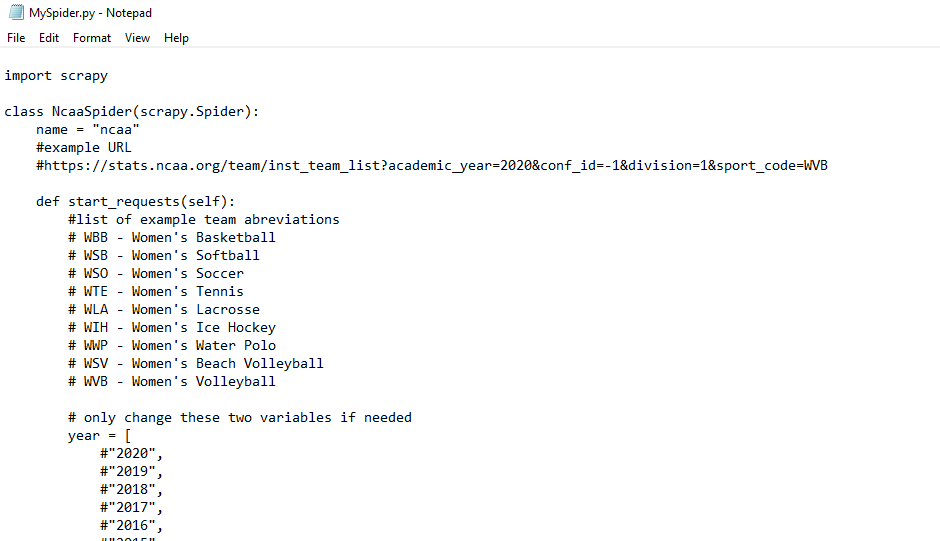 MySpider.py - Notepad
File Edit Format View Help
import scrapy
class NcaaSpider(scrapy.Spider):
name = "ncaa"
#example URL
#https://stats.ncaa.org/team/inst_team_list?academic_year=2020&conf_id=-1&division=1&sport_code=WVB
def start_requests(self):
#list of example team abreviations
# WBB - Women's Basketball
# WSB - Women's Softball
# WSO - Women's Soccer
# WTE - Women's Tennis
# WLA - Women's Lacrosse
# WIH - Women's Ice Hockey
# WWP - Women's Water Polo
# WSV - Women's Beach Volleyball
# WVB - Women's Volleyball
# only change these two variables if needed
year = [
#"2020",
#"2019",
#"2018",
#"2017",
#"2016",